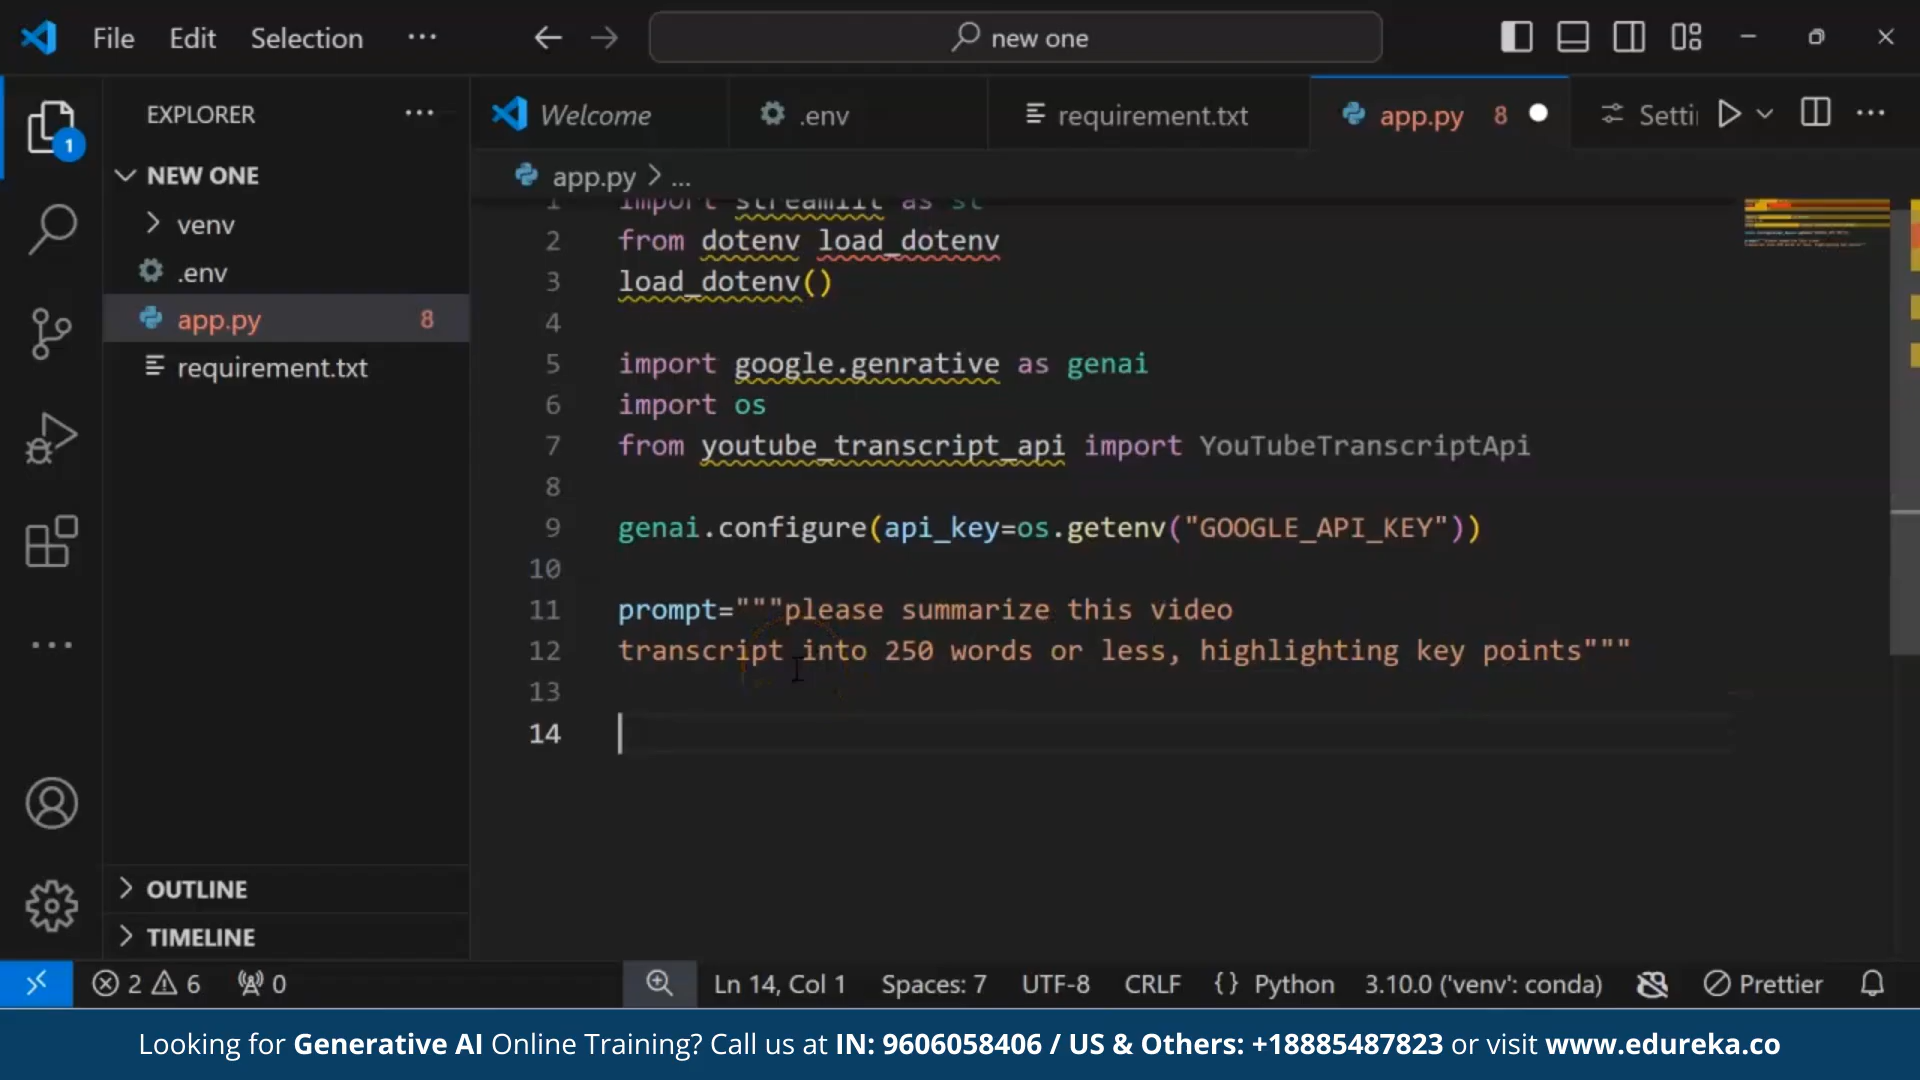 File Edit Selection ··· new one
EXPLORER ···
Welcome .env requirement.txt app.py 8 Setti ···
1
NEW ONE
app.py > ...
venv
.env
app.py 8
requirement.txt
1 import streamlit as st
2 from dotenv load_dotenv
3 load_dotenv()
4
5 import google.genrative as genai
6 import os
7 from youtube_transcript_api import YouTubeTranscriptApi
8
9 genai.configure(api_key=os.getenv("GOOGLE_API_KEY"))
10
11 prompt="""please summarize this video
12 transcript into 250 words or less, highlighting key points"""
13
14
OUTLINE
TIMELINE
2 6 0 Ln 14, Col 1 Spaces: 7 UTF-8 CRLF {} Python 3.10.0 ('venv': conda) Prettier
Looking for Generative AI Online Training? Call us at IN: 9606058406 / US & Others: +18885487823 or visit www.edureka.co